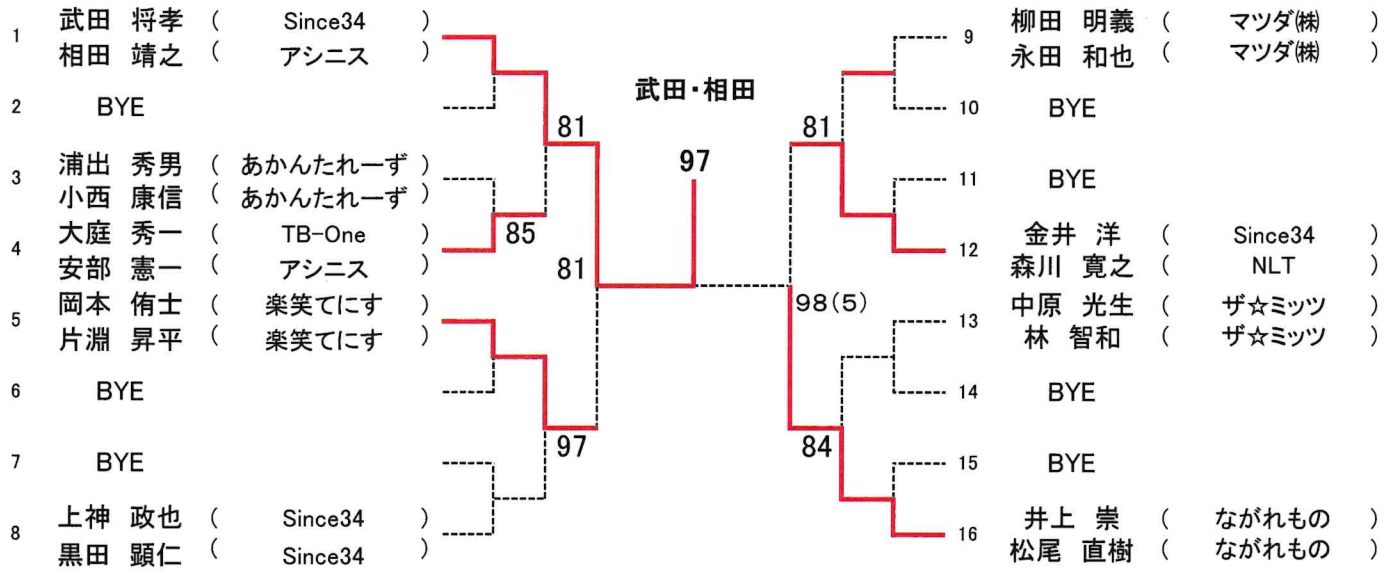 1 武田 将孝 ( Since34 )
相田 靖之 ( アシニス )
2 BYE
3 浦出 秀男 ( あかんたれーず )
小西 康信 ( あかんたれーず )
4 大庭 秀一 ( TB-One )
安部 憲一 ( アシニス )
5 岡本 侑士 ( 楽笑てにす )
片淵 昇平 ( 楽笑てにす )
6 BYE
7 BYE
8 上神 政也 ( Since34 )
黒田 顕仁 ( Since34 )
81
85
81
97
武田・相田
97
81
98(5)
84
9 柳田 明義 ( マツダ㈱ )
永田 和也 ( マツダ㈱ )
10 BYE
11 BYE
12 金井 洋 ( Since34 )
森川 寛之 ( NLT )
13 中原 光生 ( ザ☆ミッツ )
林 智和 ( ザ☆ミッツ )
14 BYE
15 BYE
16 井上 崇 ( ながれもの )
松尾 直樹 ( ながれもの )